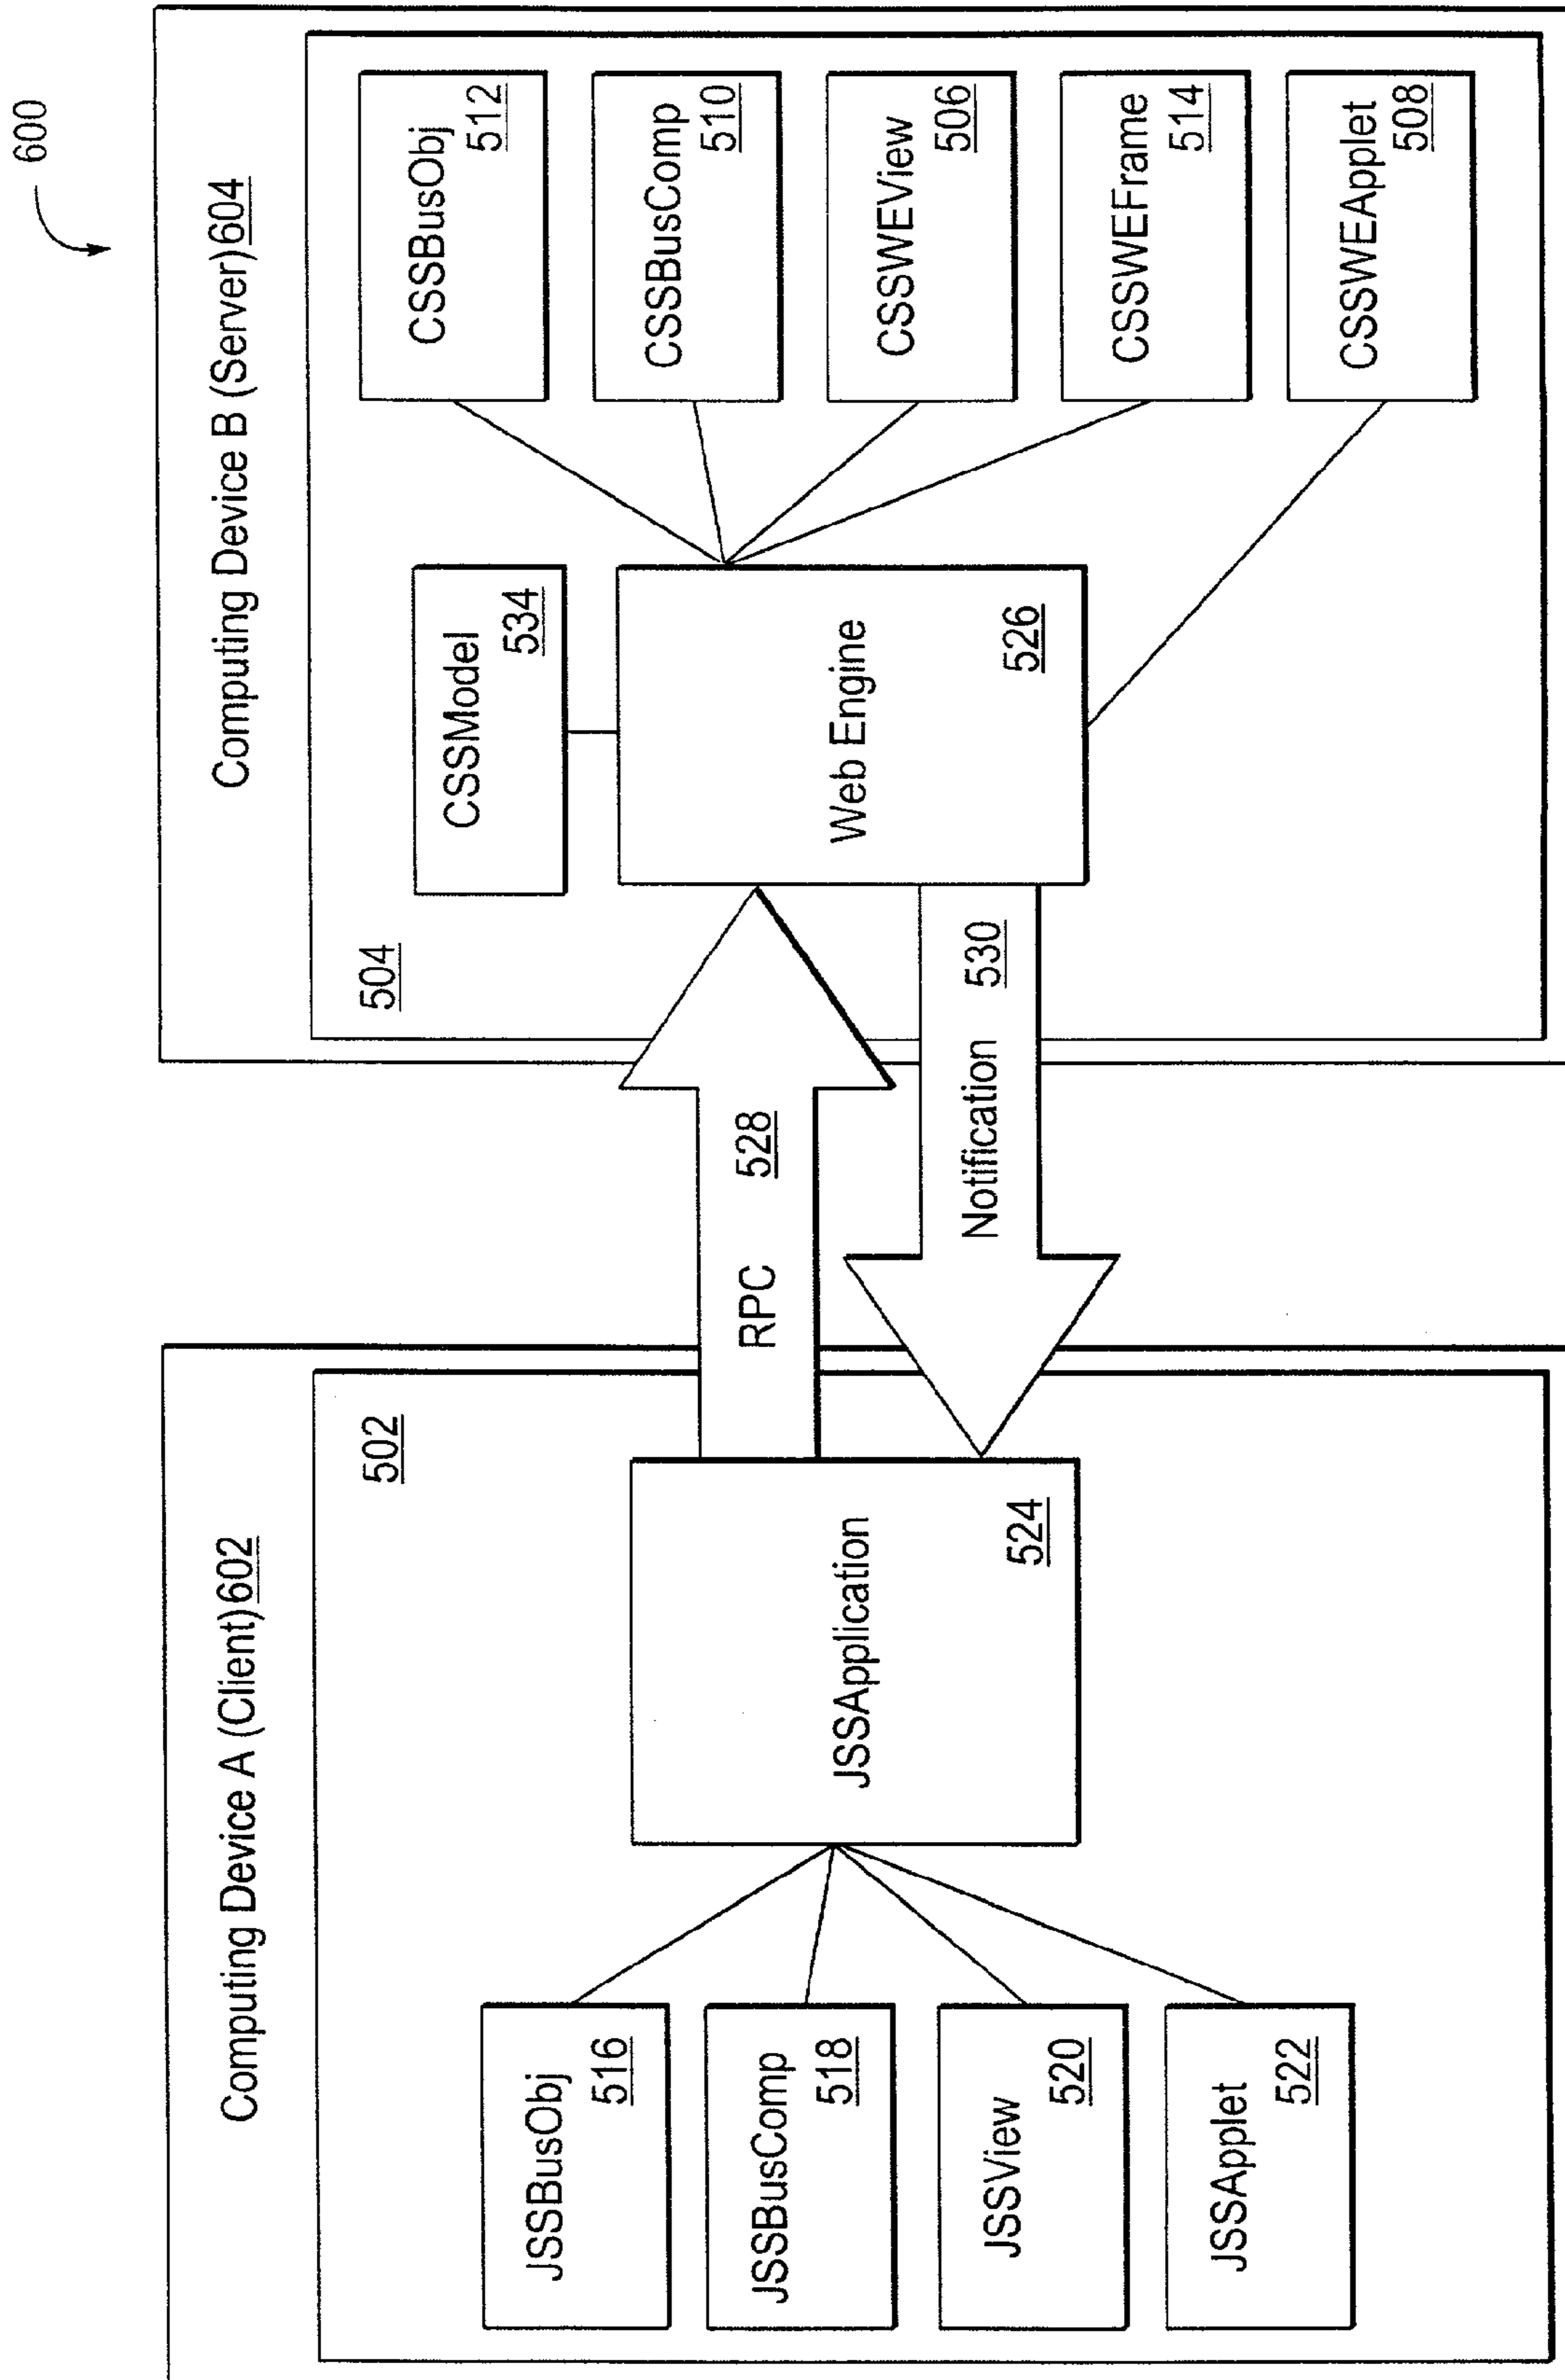 600
Computing Device A (Client) 602
502
JSSBusObj
516
JSSBusComp
518
JSSView
520
JSSApplet
522
JSSApplication
524
RPC 528
Notification 530
Computing Device B (Server) 604
504
CSSModel
534
Web Engine
526
CSSBusObj
512
CSSBusComp
510
CSSWEView
506
CSSWEFrame
514
CSSWEApplet
508